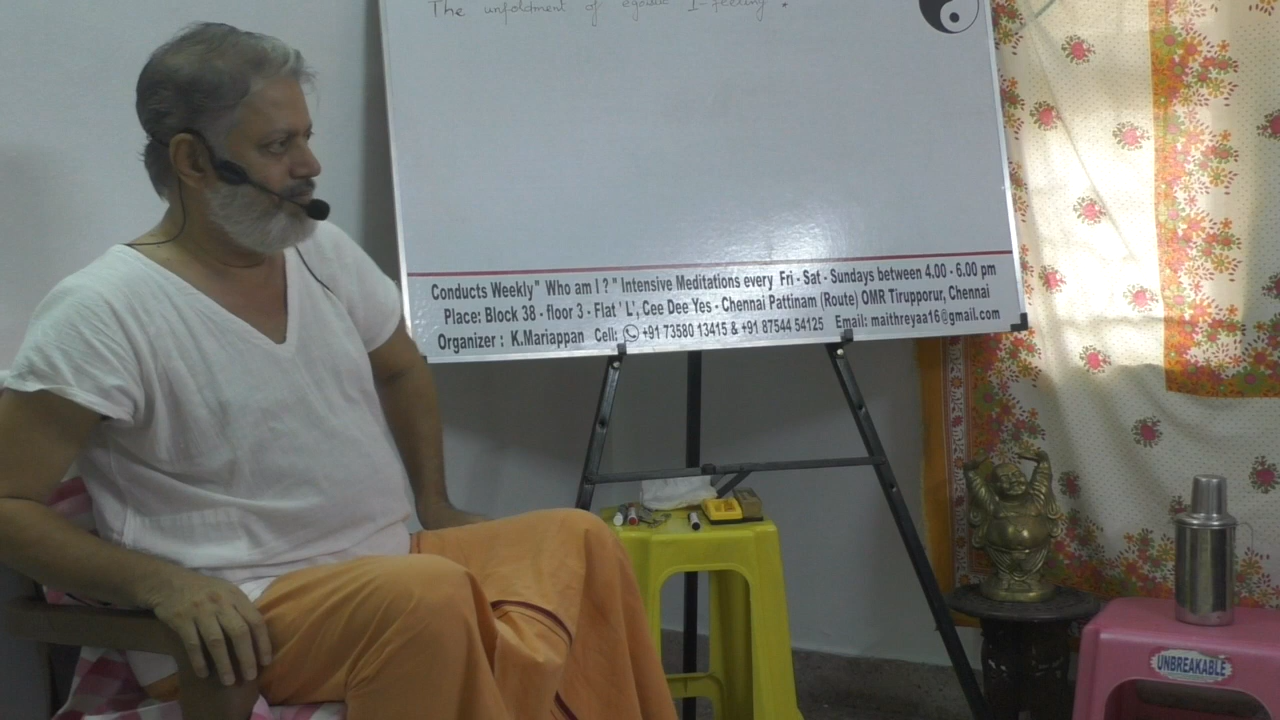 The unfoldment of egoistic I-feeling .
Conducts Weekly" Who am I ? " Intensive Meditations every Fri - Sat - Sundays between 4.00 - 6.00 pm
Place: Block 38 - floor 3 - Flat ' L', Cee Dee Yes - Chennai Pattinam (Route) OMR Tirupporur, Chennai
Organizer : K.Mariappan Cell: +91 73580 13415 & +91 87544 54125 Email: maithreyaa16@gmail.com
UNBREAKABLE